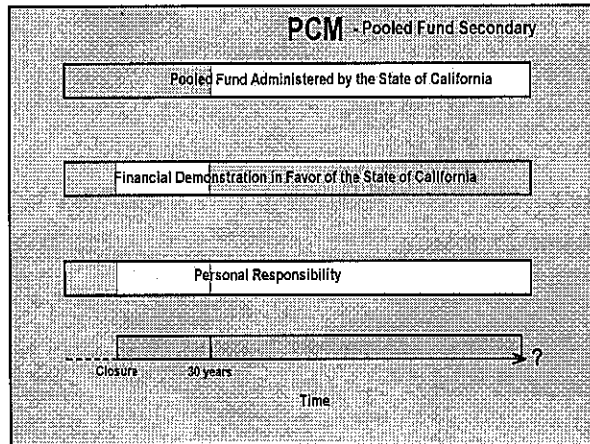 PCM - Pooled Fund Secondary
Pooled Fund Administered by the State of California
Financial Demonstration in Favor of the State of California
Personal Responsibility
?
Closure 30 years
Time